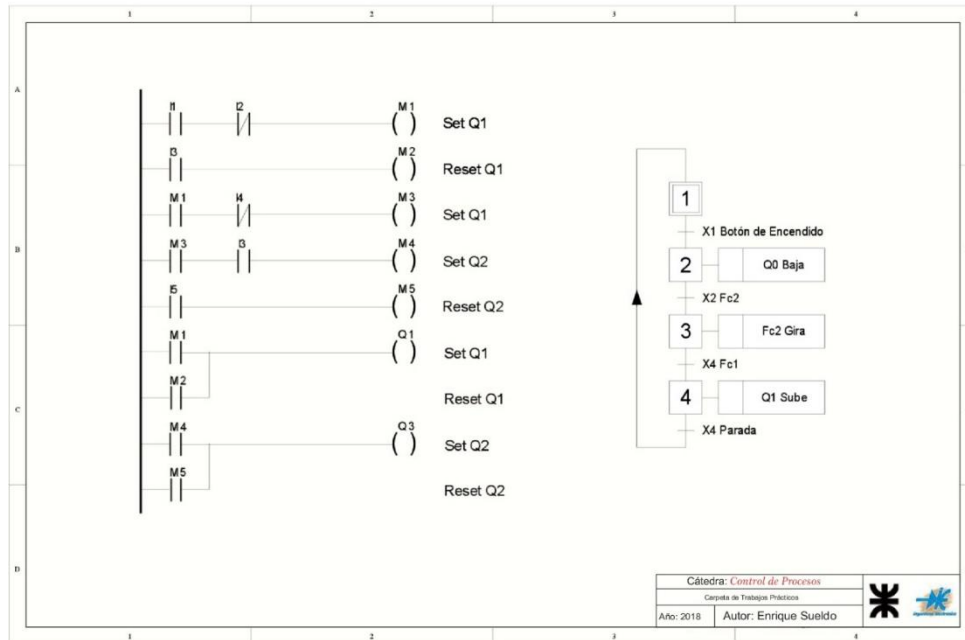 1 2 3 4
A
I1 I2 M1 Set Q1
I3 M2 Reset Q1
M1 I4 M3 Set Q1
B
M3 I3 M4 Set Q2
I5 M5 Reset Q2
M1 Q1 Set Q1
M2 Reset Q1
C
M4 Q3 Set Q2
M5 Reset Q2
D
1
X1 Botón de Encendido
2 Q0 Baja
X2 Fc2
3 Fc2 Gira
X4 Fc1
4 Q1 Sube
X4 Parada
Cátedra: Control de Procesos
Carpeta de Trabajos Prácticos
Año: 2018 Autor: Enrique Sueldo
1 2 3 4